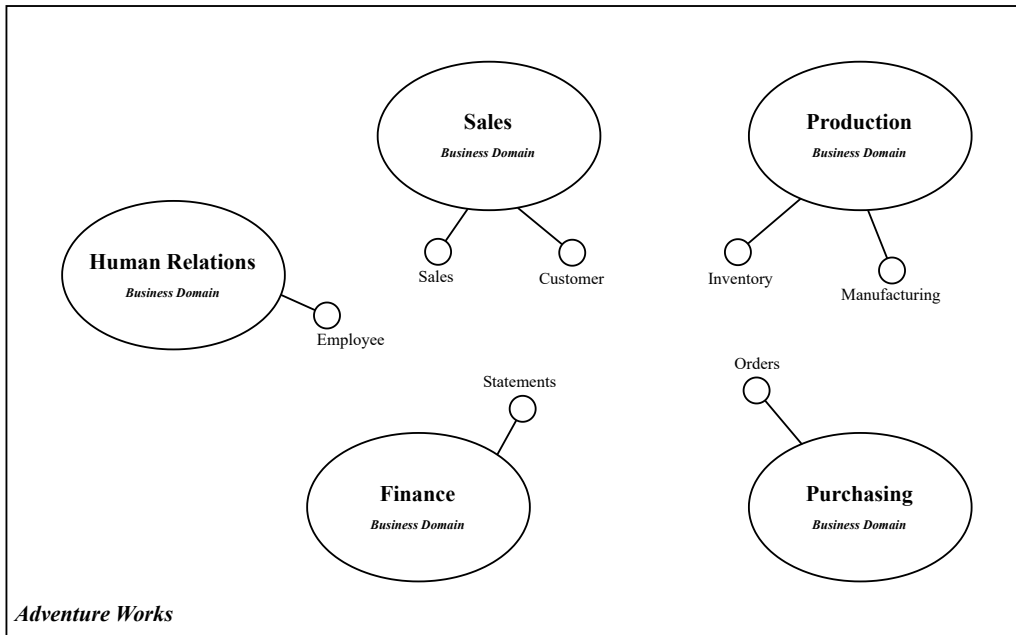 Sales
Business Domain
Production
Business Domain
Sales
Customer
Inventory
Manufacturing
Human Relations
Business Domain
Employee
Statements
Orders
Finance
Business Domain
Purchasing
Business Domain
Adventure Works